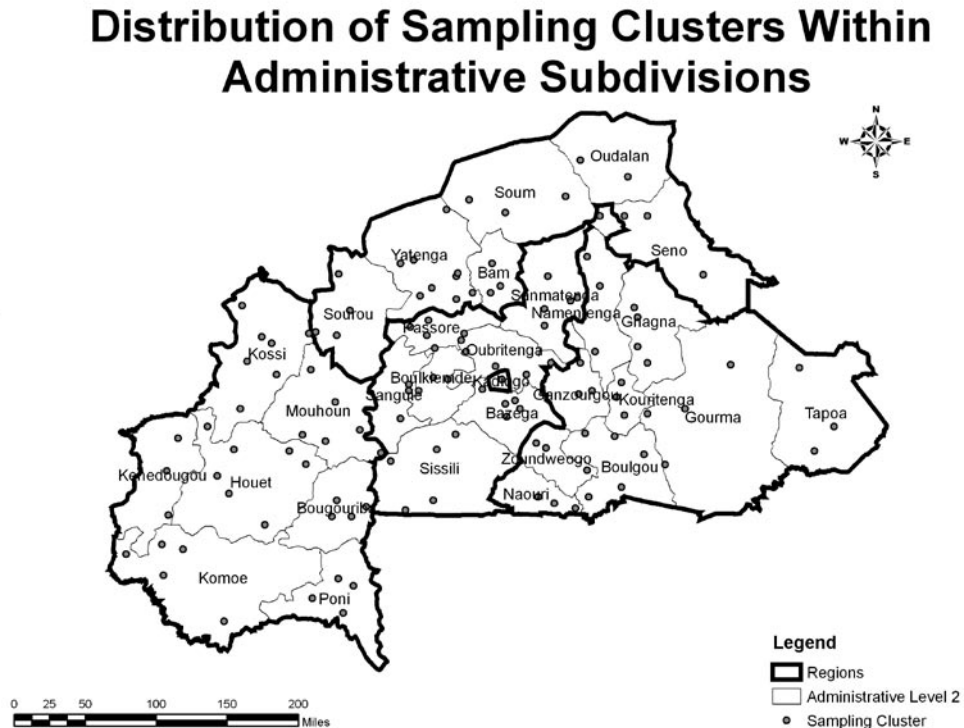 Distribution of Sampling Clusters Within
Administrative Subdivisions
N
W E
S
Oudalan
Soum
Seno
Yatenga
Bam
Sanmatenga
Namentenga
Ghagna
Sourou
Passore
Oubritenga
Kossi
Boulkiemde
Kadiogo
Sanguie
Ganzourgou
Kouritenga
Mouhoun
Bazega
Gourma
Tapoa
Zoundweogo
Boulgou
Sissili
Kenedougou
Houet
Naouri
Bougouriba
Komoe
Poni
Legend
Regions
Administrative Level 2
Sampling Cluster
0 25 50 100 150 200
Miles